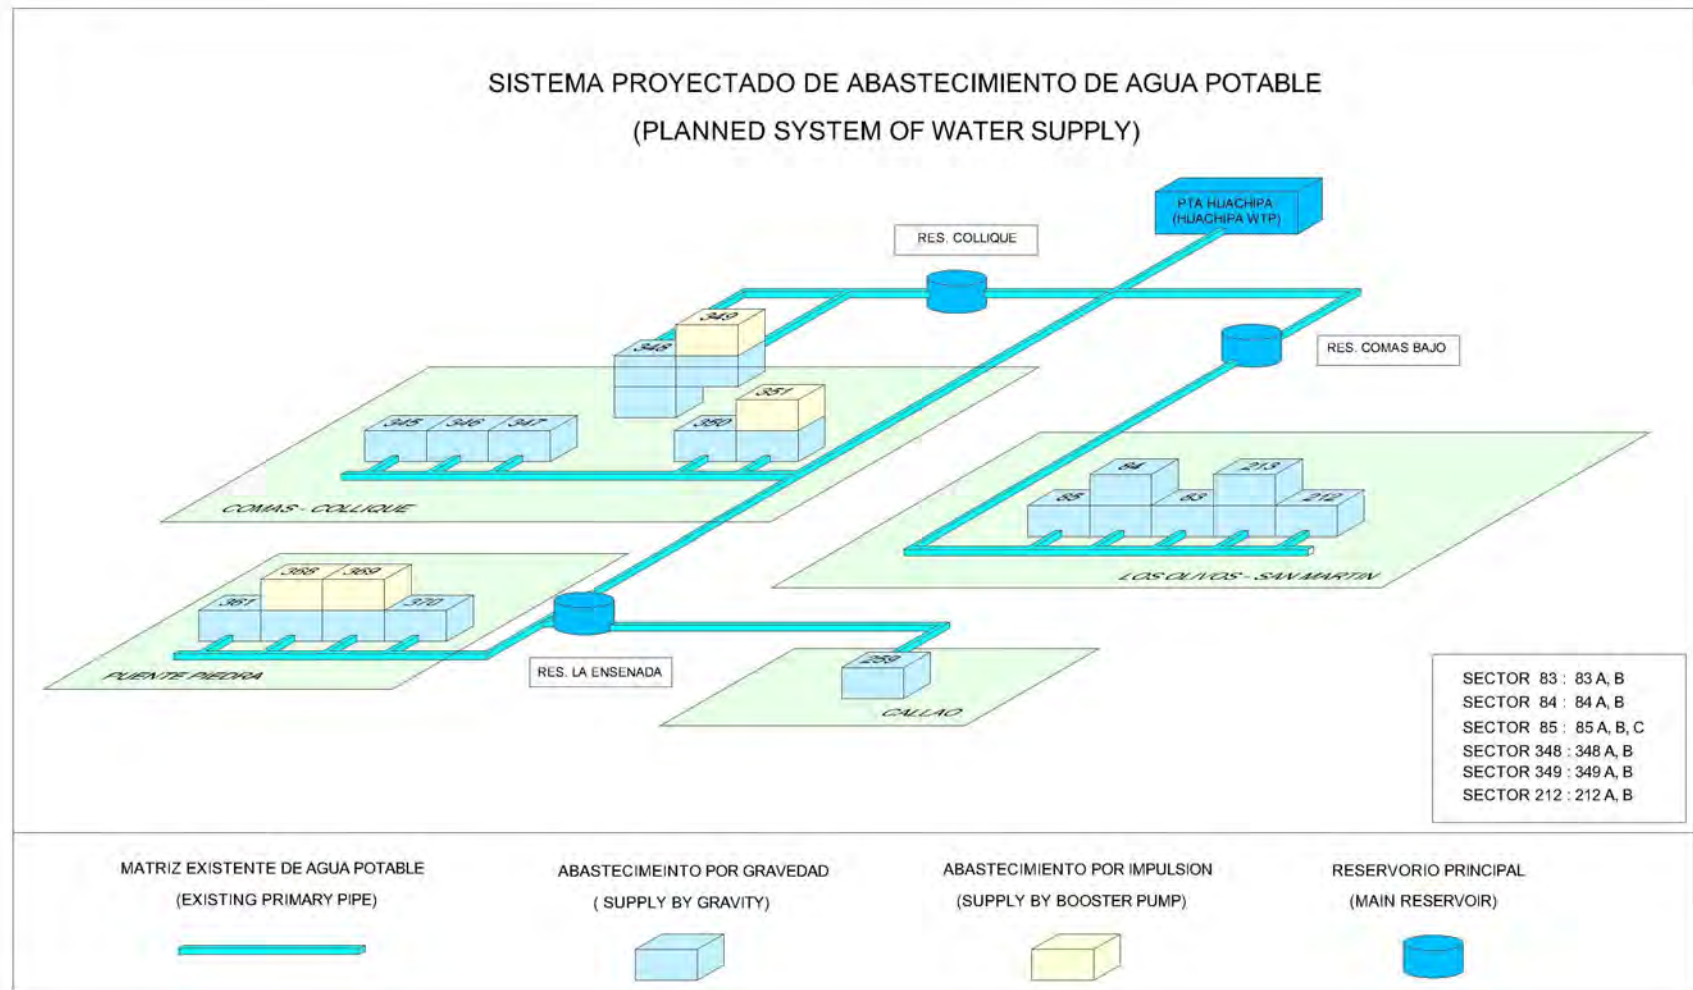 SISTEMA PROYECTADO DE ABASTECIMIENTO DE AGUA POTABLE
(PLANNED SYSTEM OF WATER SUPPLY)
PTA HUACHIPA
(HUACHIPA WTP)
RES. COLLIQUE
RES. COMAS BAJO
349
348
351
345
346
347
350
COMAS - COLLIQUE
84
213
85
83
212
LOS OLIVOS - SAN MARTIN
368
369
361
370
PUENTE PIEDRA
RES. LA ENSENADA
259
CALLAO
SECTOR 83 : 83 A, B
SECTOR 84 : 84 A, B
SECTOR 85 : 85 A, B, C
SECTOR 348 : 348 A, B
SECTOR 349 : 349 A, B
SECTOR 212 : 212 A, B
MATRIZ EXISTENTE DE AGUA POTABLE
(EXISTING PRIMARY PIPE)
ABASTECIMEINTO POR GRAVEDAD
( SUPPLY BY GRAVITY)
ABASTECIMIENTO POR IMPULSION
(SUPPLY BY BOOSTER PUMP)
RESERVORIO PRINCIPAL
(MAIN RESERVOIR)